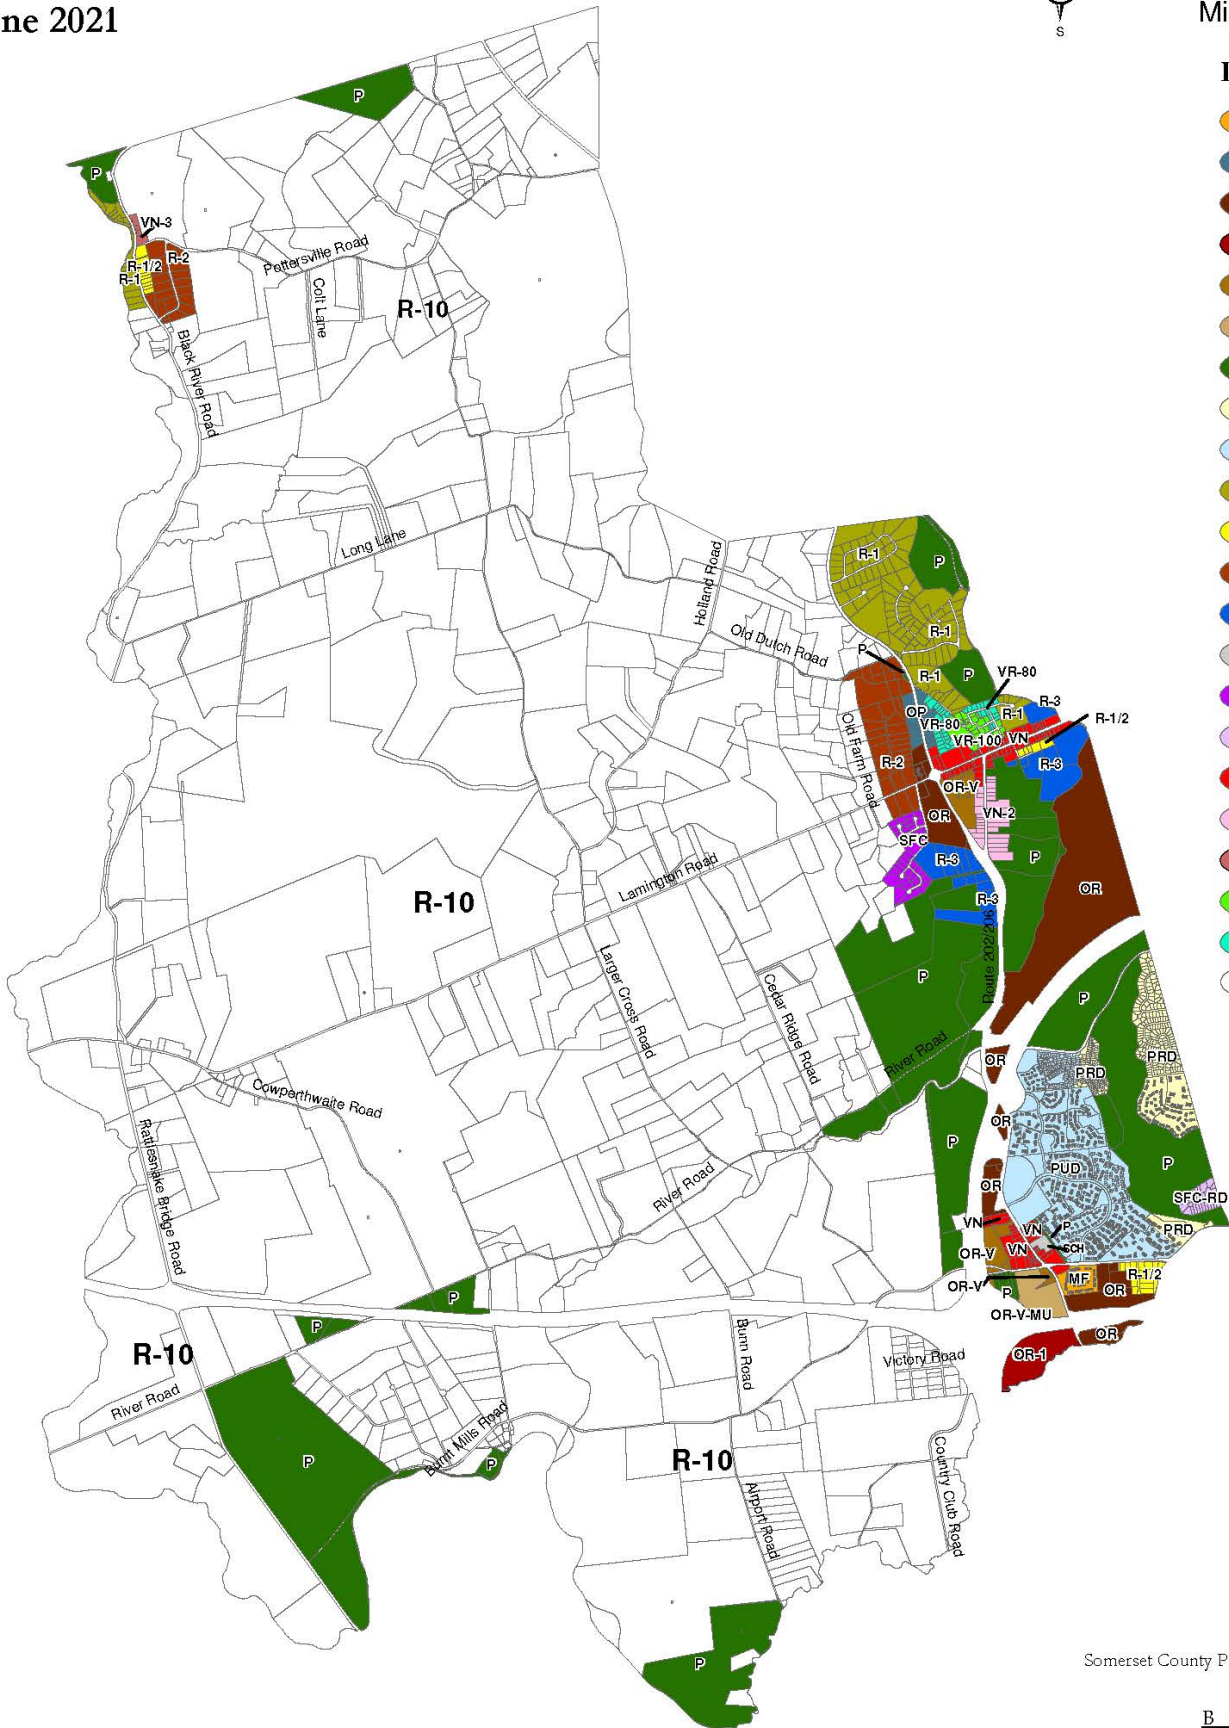 ne 2021
S
Mi
P
P
VN-3
R-2
R-1/2
R-1
Pottersville Road
Colt Lane
R-10
Black River Road
Long Lane
Holland Road
Old Dutch Road
R-1
P
R-1
P
R-1
P
VR-80
R-3
R-1/2
OP
VR-80
R-1
VR-100
VN
R-3
R-2
Old Farm Road
OR-V
OR
VN-2
SFC
R-3
P
OR
R-3
Route 202/206
Lamington Road
R-10
Larger Cross Road
Cedar Ridge Road
P
River Road
P
OR
PRD
PRD
Cowperthwaite Road
Rattlesnake Bridge Road
OR
P
PUD
P
River Road
OR
SFC-RD
VN
VN
P
PRD
OR-V
VN
SCH
OR-V
P
MF
R-1/2
OR
OR-V-MU
P
P
R-10
Bunn Road
Victory Road
OR-1
OR
River Road
Burnt Mills Road
P
P
R-10
Country Club Road
Airport Road
P
Somerset County P
B